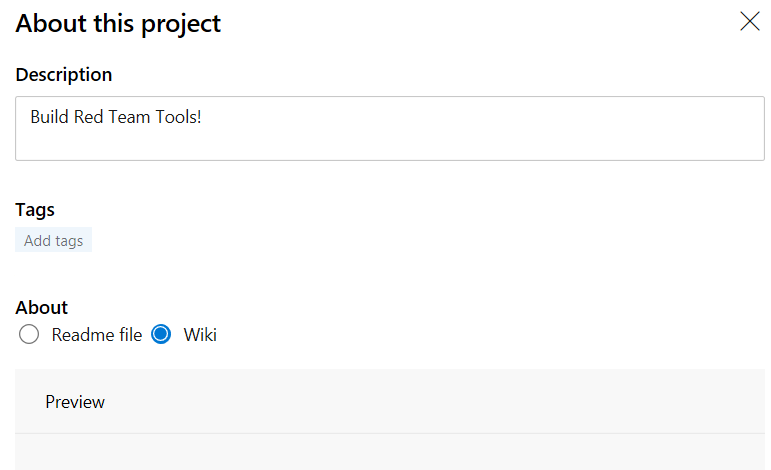 About this project
Description
Build Red Team Tools!
Tags
Add tags
About
Readme file Wiki
Preview